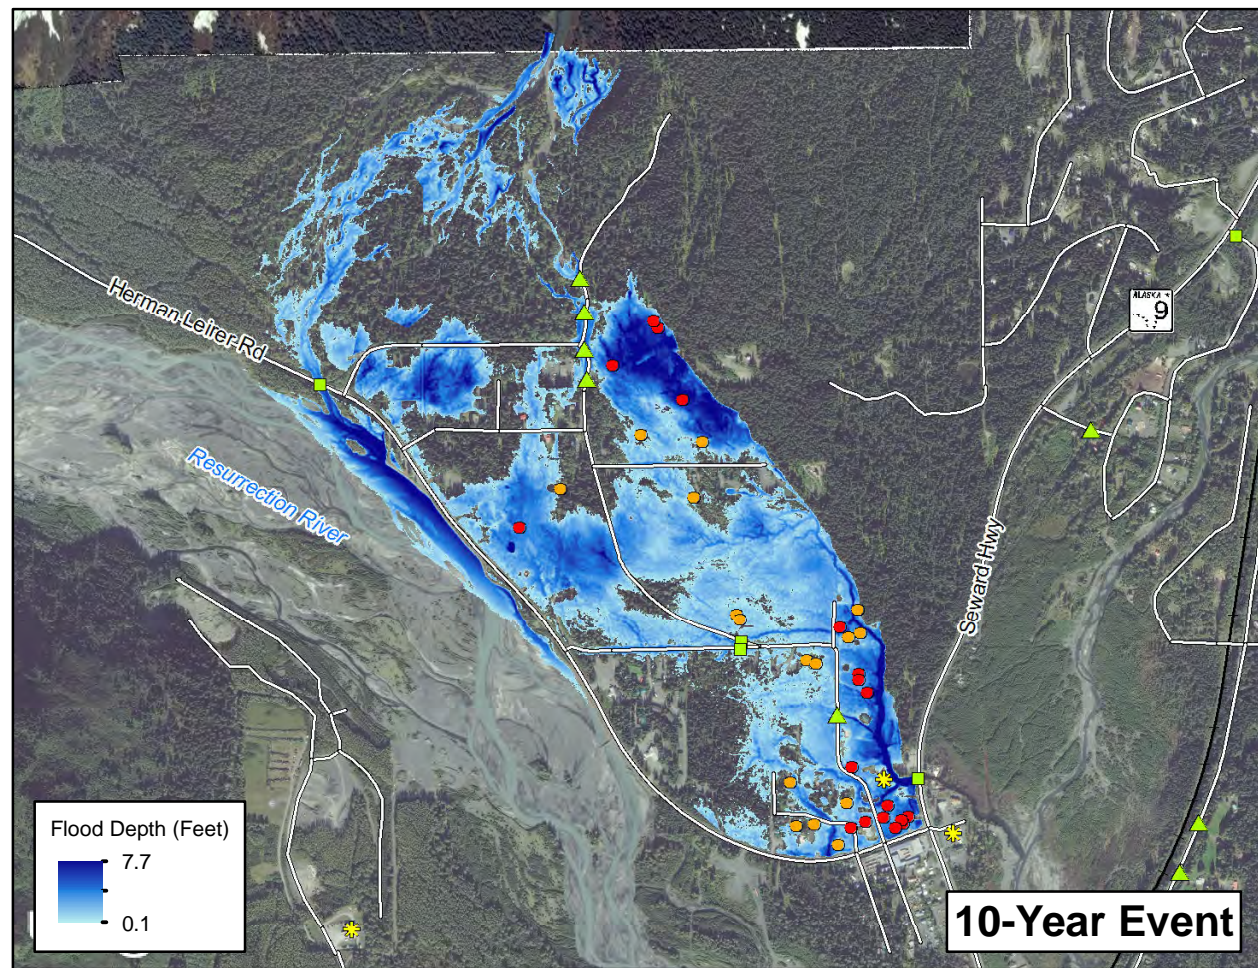 ALASKA
9
Herman Leirer Rd
Resurrection River
Seward Hwy
Flood Depth (Feet)
7.7
0.1
10-Year Event